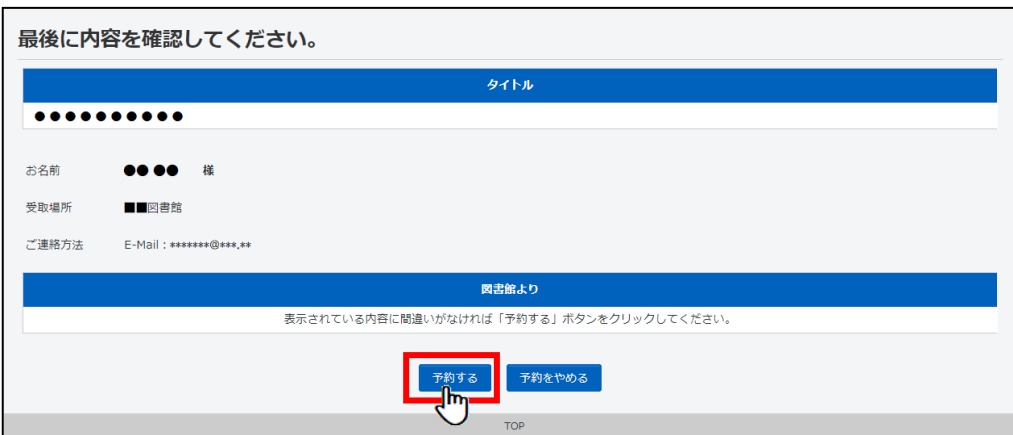 最後に内容を確認してください。
タイトル
●●●●●●●●●●
お名前 ●● ●● 様
受取場所 ■■図書館
ご連絡方法 E-Mail : *******@***.**
図書館より
表示されている内容に間違いがなければ「予約する」ボタンをクリックしてください。
予約する 予約をやめる
TOP